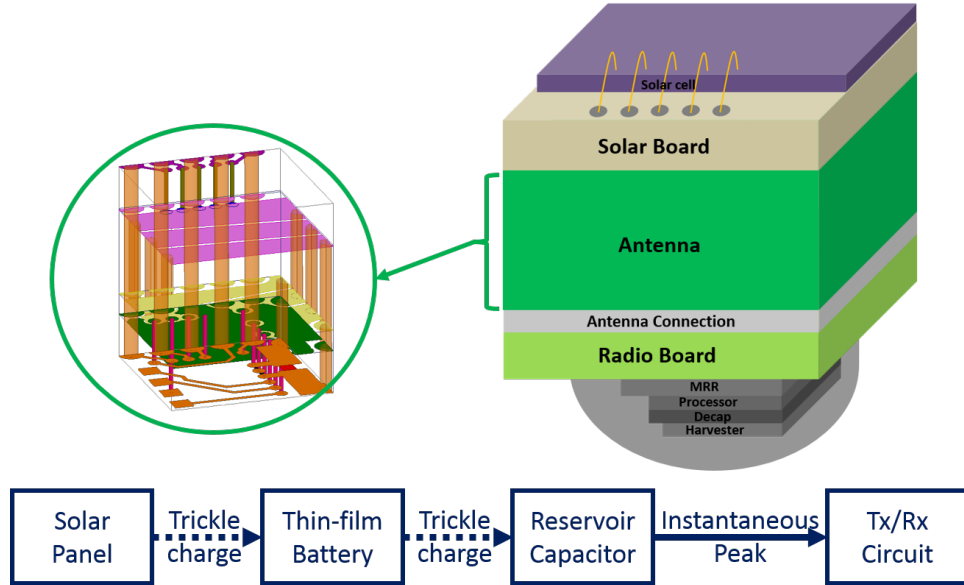 Solar cell
Solar Board
Antenna
Antenna Connection
Radio Board
MRR
Processor
Decap
Harvester
Solar
Panel
Trickle
charge
Thin-film
Battery
Trickle
charge
Reservoir
Capacitor
Instantaneous
Peak
Tx/Rx
Circuit